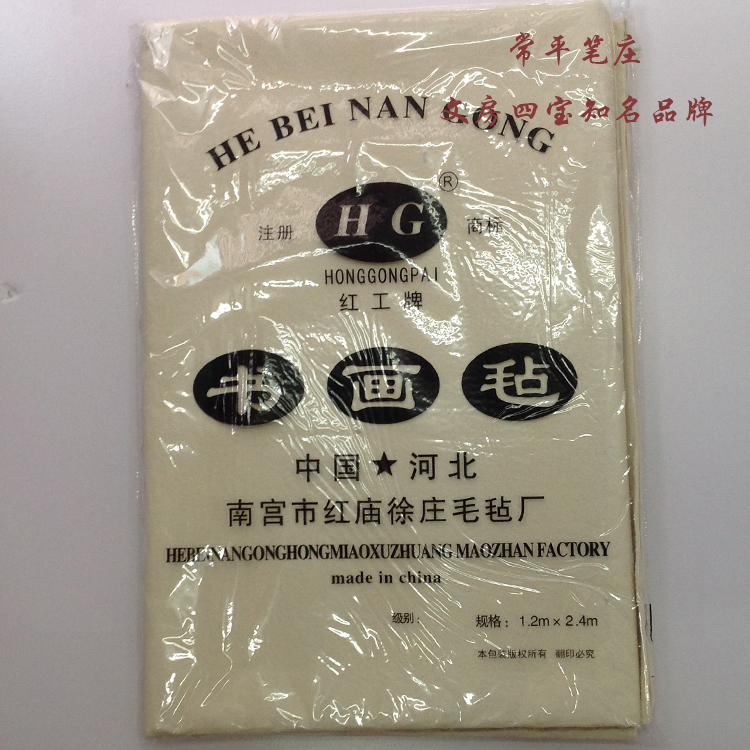 常平笔庄
文房四宝知名品牌
HE BEI NAN GONG
®
注册 HG 商标
HONGGONGPAI
红工牌
书画毡
中国★河北
南宫市红庙徐庄毛毡厂
HEBEINANGONGHONGMIAOXUZHUANG MAOZHAN FACTORY
made in china
级别: 规格: 1.2m×2.4m
本包装版权所有 翻印必究